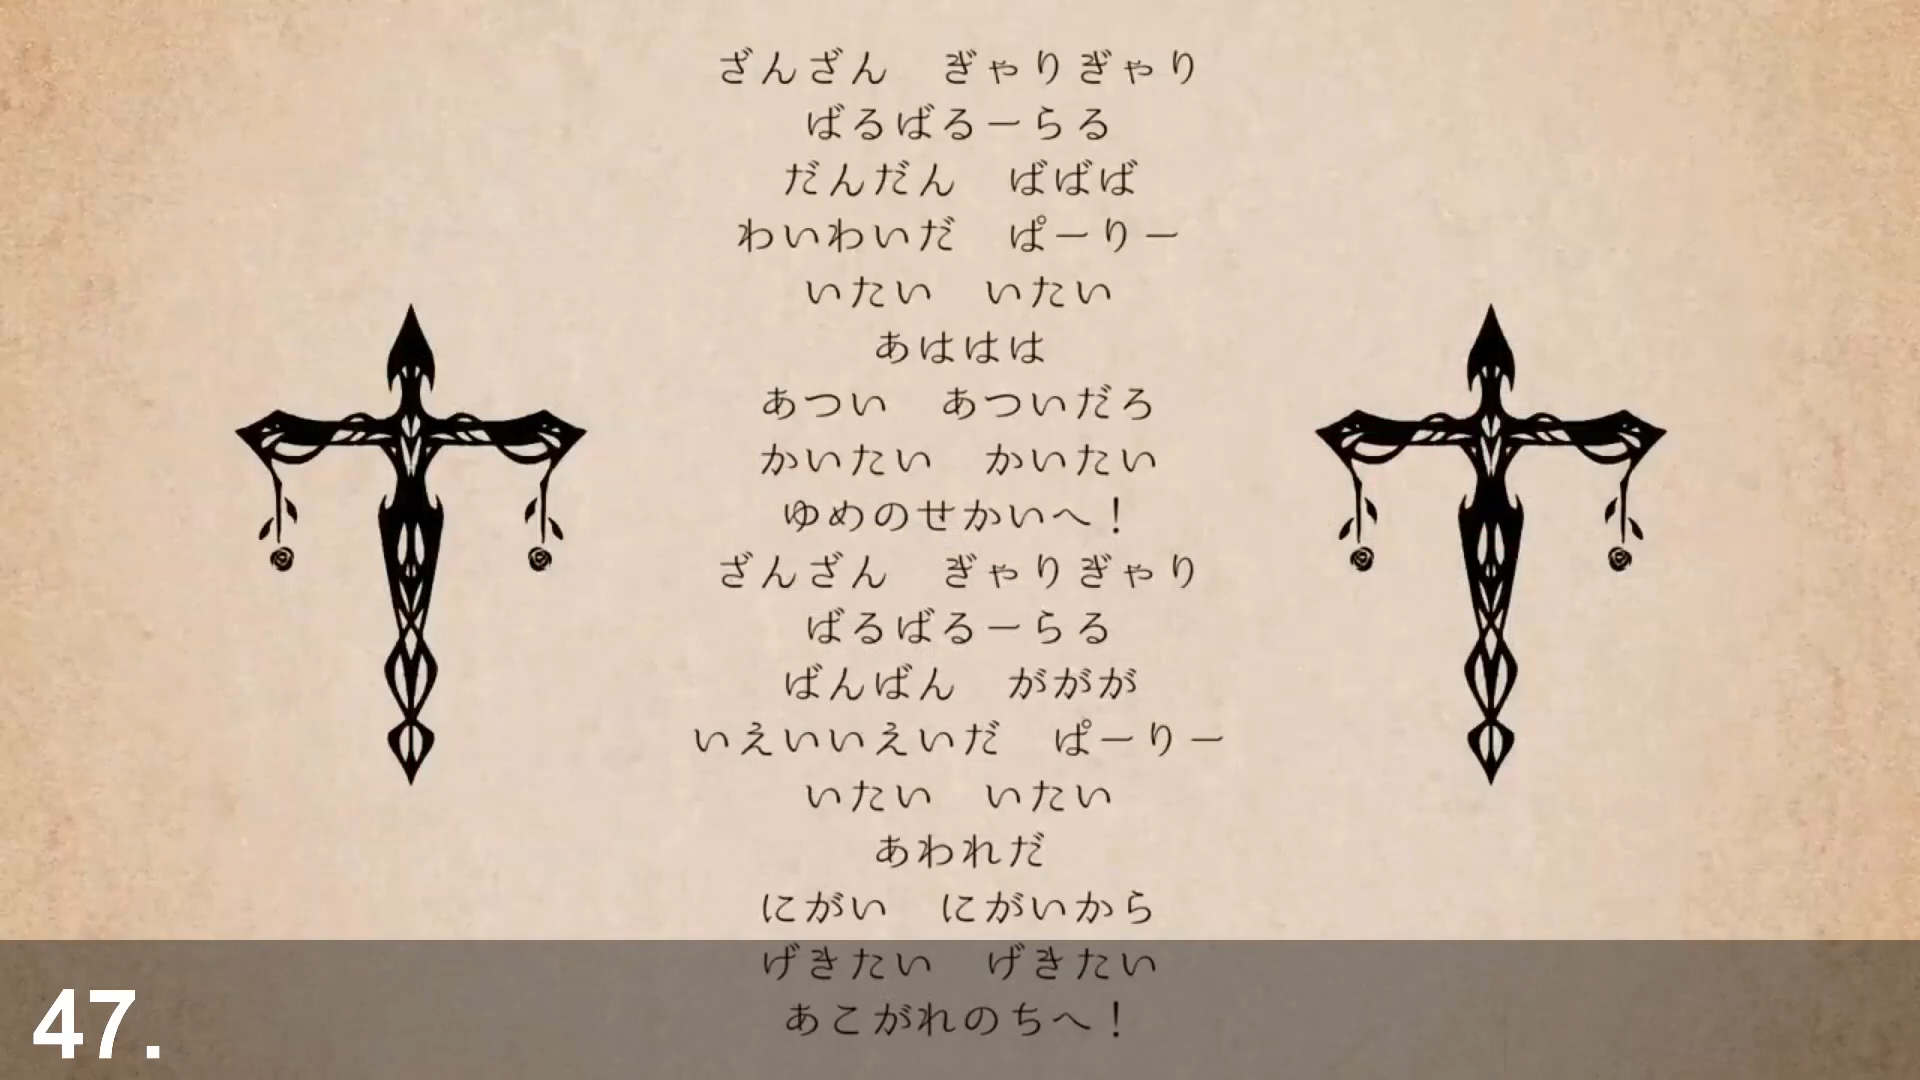 ざんざん　ぎゃりぎゃり
ばるばるーらる
だんだん　ばばば
わいわいだ　ぱーりー
いたい　いたい
あははは
あつい　あついだろ
かいたい　かいたい
ゆめのせかいへ！
ざんざん　ぎゃりぎゃり
ばるばるーらる
ばんばん　ががが
いえいいえいだ　ぱーりー
いたい　いたい
あわれだ
にがい　にがいから
げきたい　げきたい
あこがれのちへ！
47.